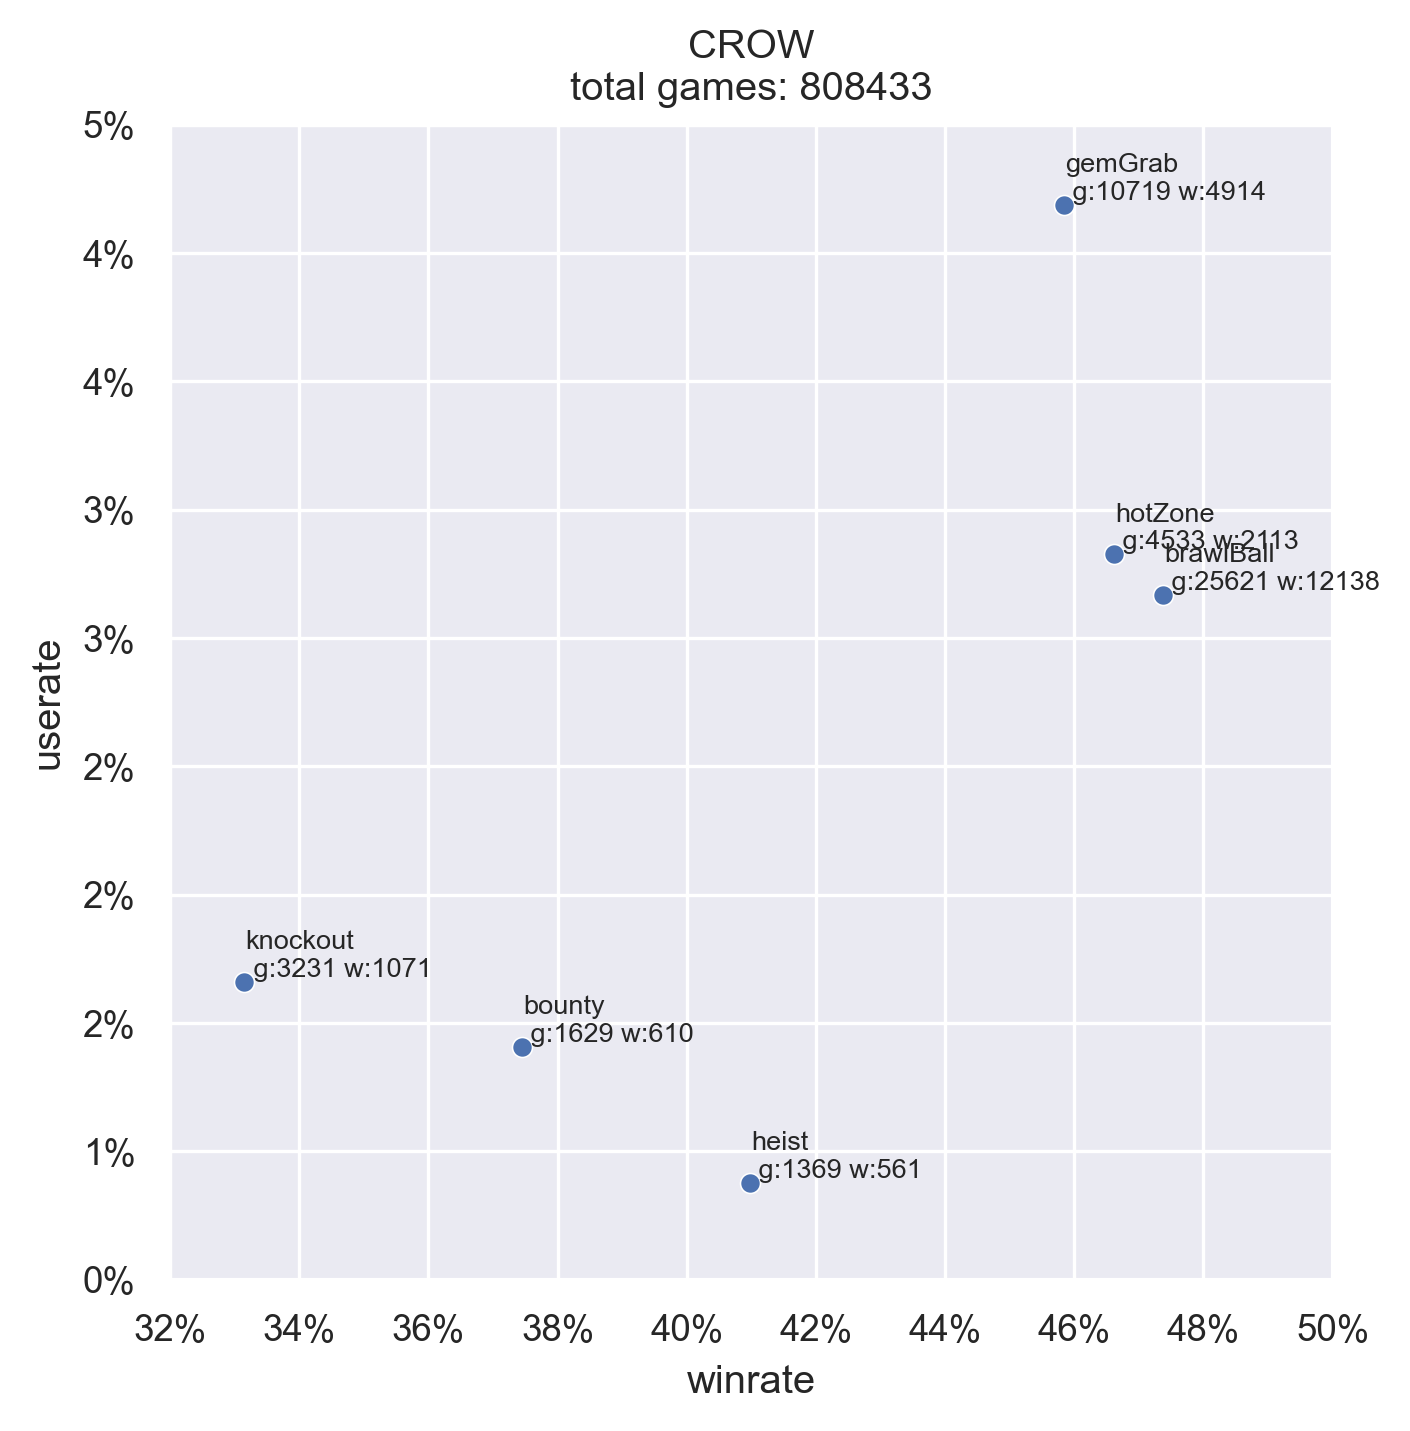 CROW
total games: 808433
5%
4%
4%
3%
3%
2%
2%
2%
1%
0%
userate
gemGrab
g:10719 w:4914
hotZone
g:4533 w:2113
brawlBall
g:25621 w:12138
knockout
g:3231 w:1071
bounty
g:1629 w:610
heist
g:1369 w:561
32% 34% 36% 38% 40% 42% 44% 46% 48% 50%
winrate